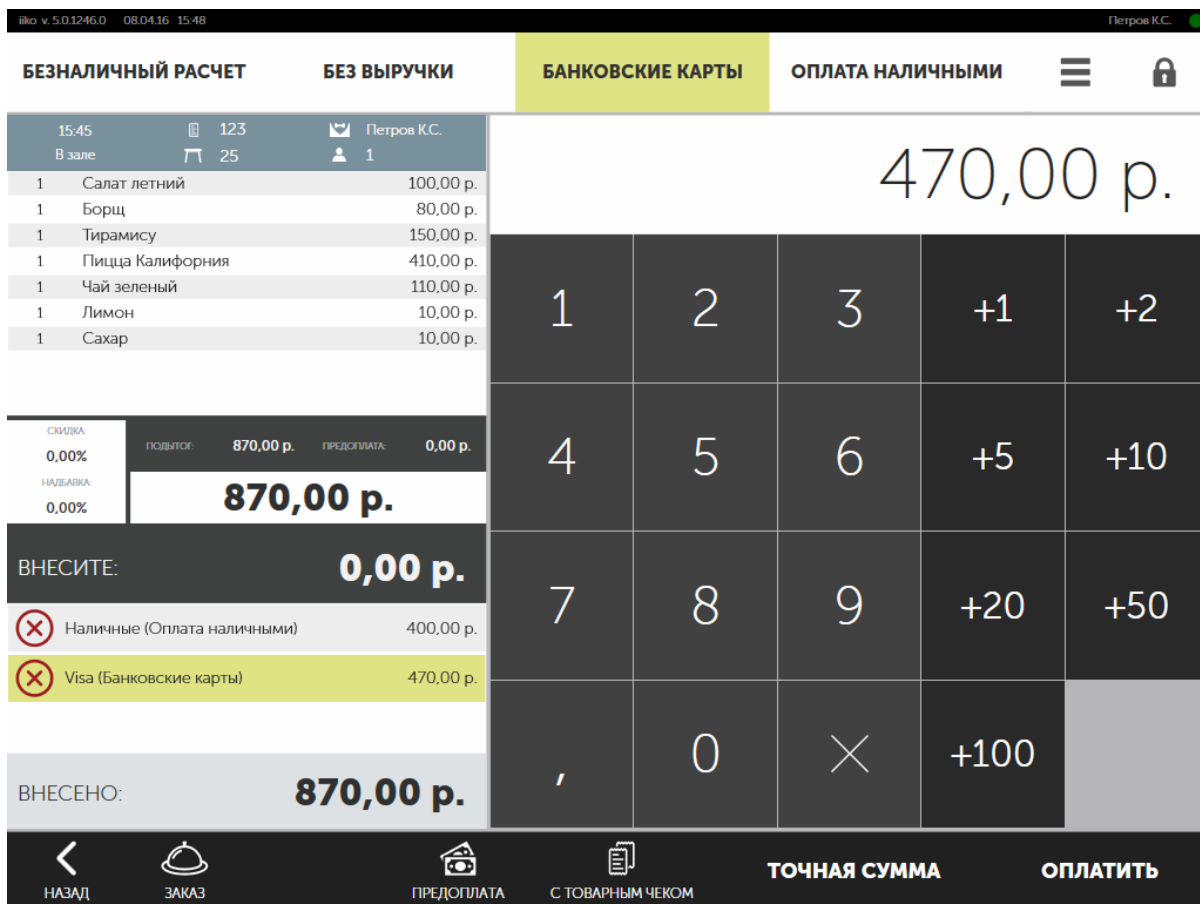 iiko v. 5.0.1246.0 08.04.16 15:48 Петров К.С.
БЕЗНАЛИЧНЫЙ РАСЧЕТ БЕЗ ВЫРУЧКИ БАНКОВСКИЕ КАРТЫ ОПЛАТА НАЛИЧНЫМИ
15:45 123 Петров К.С.
В зале 25 1
1 Салат летний 100,00 р.
1 Борщ 80,00 р.
1 Тирамису 150,00 р.
1 Пицца Калифорния 410,00 р.
1 Чай зеленый 110,00 р.
1 Лимон 10,00 р.
1 Сахар 10,00 р.
СКИДКА:
0,00%
НАДБАВКА:
0,00%
ПОДЫТОГ: 870,00 р. ПРЕДОПЛАТА: 0,00 р.
870,00 р.
ВНЕСИТЕ: 0,00 р.
Наличные (Оплата наличными) 400,00 р.
Visa (Банковские карты) 470,00 р.
ВНЕСЕНО: 870,00 р.
470,00 р.
1 2 3 +1 +2
4 5 6 +5 +10
7 8 9 +20 +50
, 0 × +100
НАЗАД ЗАКАЗ ПРЕДОПЛАТА С ТОВАРНЫМ ЧЕКОМ ТОЧНАЯ СУММА ОПЛАТИТЬ